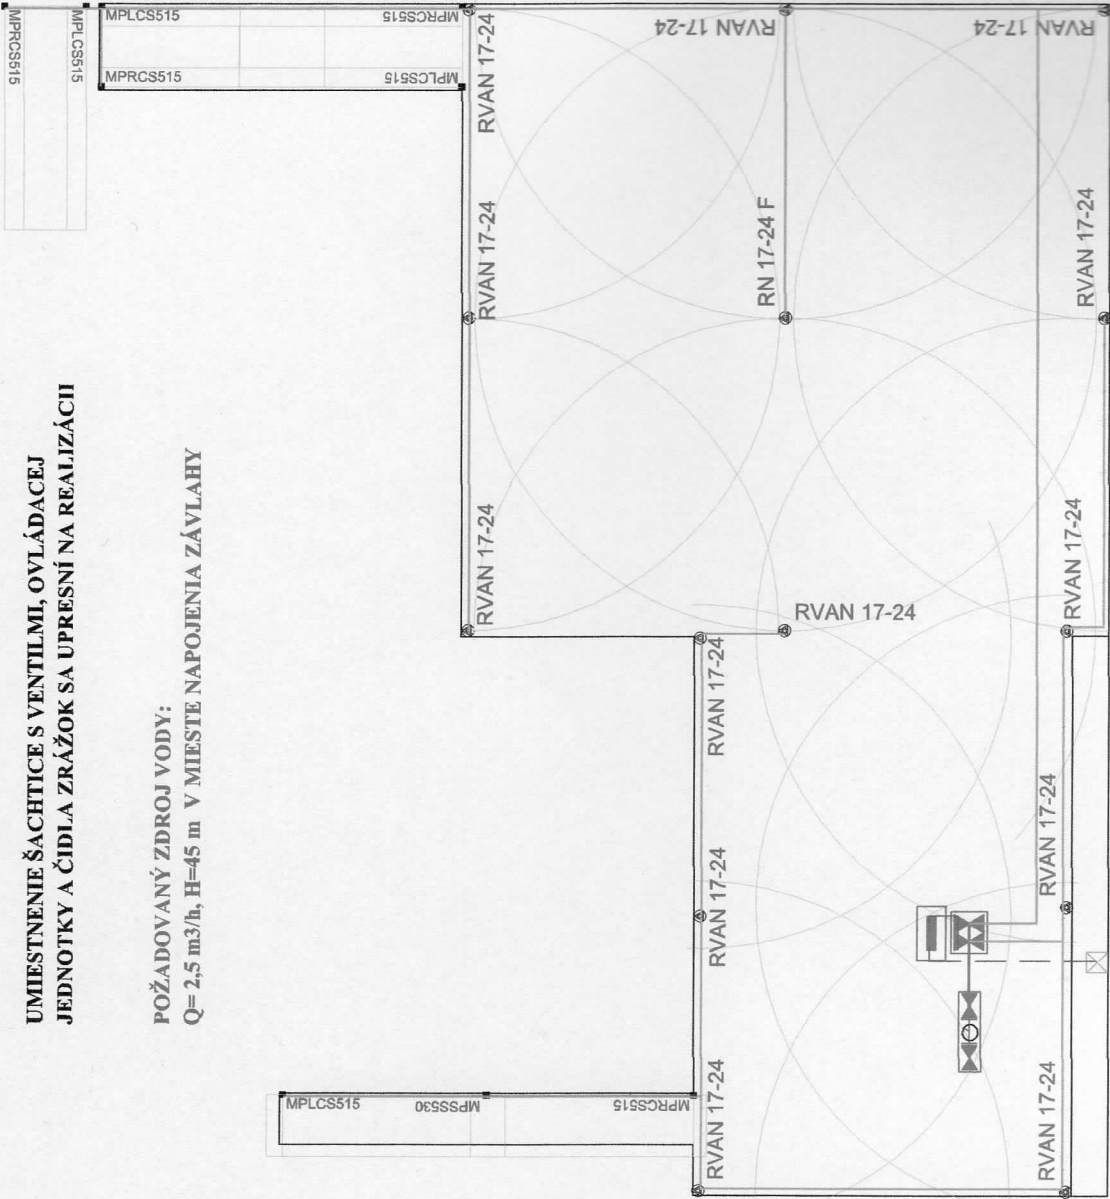 UMIESTNENIE ŠACHTICE S VENTILMI, OVLÁDACEJ
JEDNOTKY A ČIDLA ZRÁŽOK SA UPRESNÍ NA REALIZÁCII
POŽADOVANÝ ZDROJ VODY:
Q= 2,5 m3/h, H=45 m V MIESTE NAPOJENIA ZÁVLAHY
MPRCS515
MPLCS515
MPLCS515
MPRCS515
MPRCS515
MPLCS515
RVAN 17-24
RVAN 17-24
RVAN 17-24
RVAN 17-24
RN 17-24 F
RVAN 17-24
RVAN 17-24
RVAN 17-24
RVAN 17-24
RVAN 17-24
RVAN 17-24
RVAN 17-24
RVAN 17-24
MPLCS515
MPSS530
MPRCS515
RVAN 17-24
RVAN 17-24